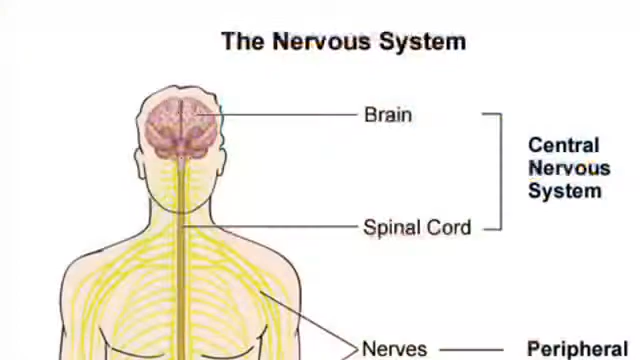 The Nervous System
Brain
Central
Nervous
System
Spinal Cord
Nerves
Peripheral